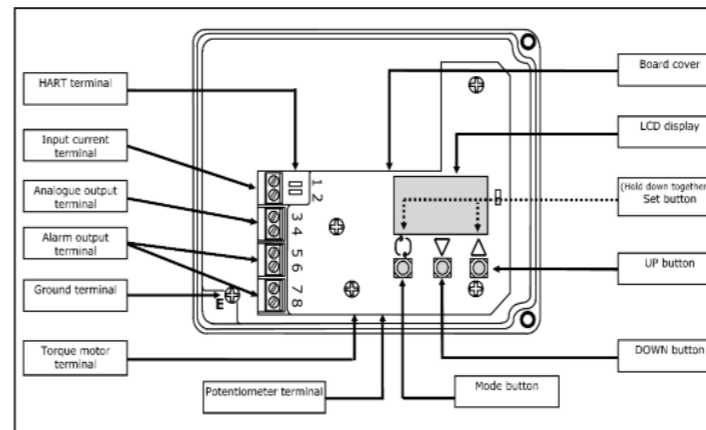 HART terminal
Input current
terminal
Analogue output
terminal
Alarm output
terminal
Ground terminal
Torque motor
terminal
Potentiometer terminal
Mode button
Board cover
LCD display
(Hold down together)
Set button
UP button
DOWN button
1
2
3
4
5
6
7
8
E